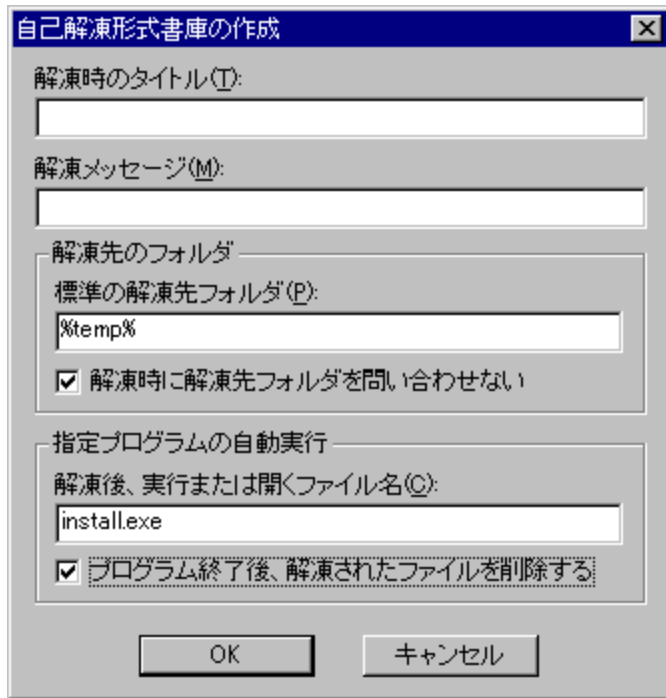 自己解凍形式書庫の作成
解凍時のタイトル(T):
解凍メッセージ(M):
解凍先のフォルダ
標準の解凍先フォルダ(P):
%temp%
解凍時に解凍先フォルダを問い合わせない
指定プログラムの自動実行
解凍後、実行または開くファイル名(C):
install.exe
プログラム終了後、解凍されたファイルを削除する
OK キャンセル